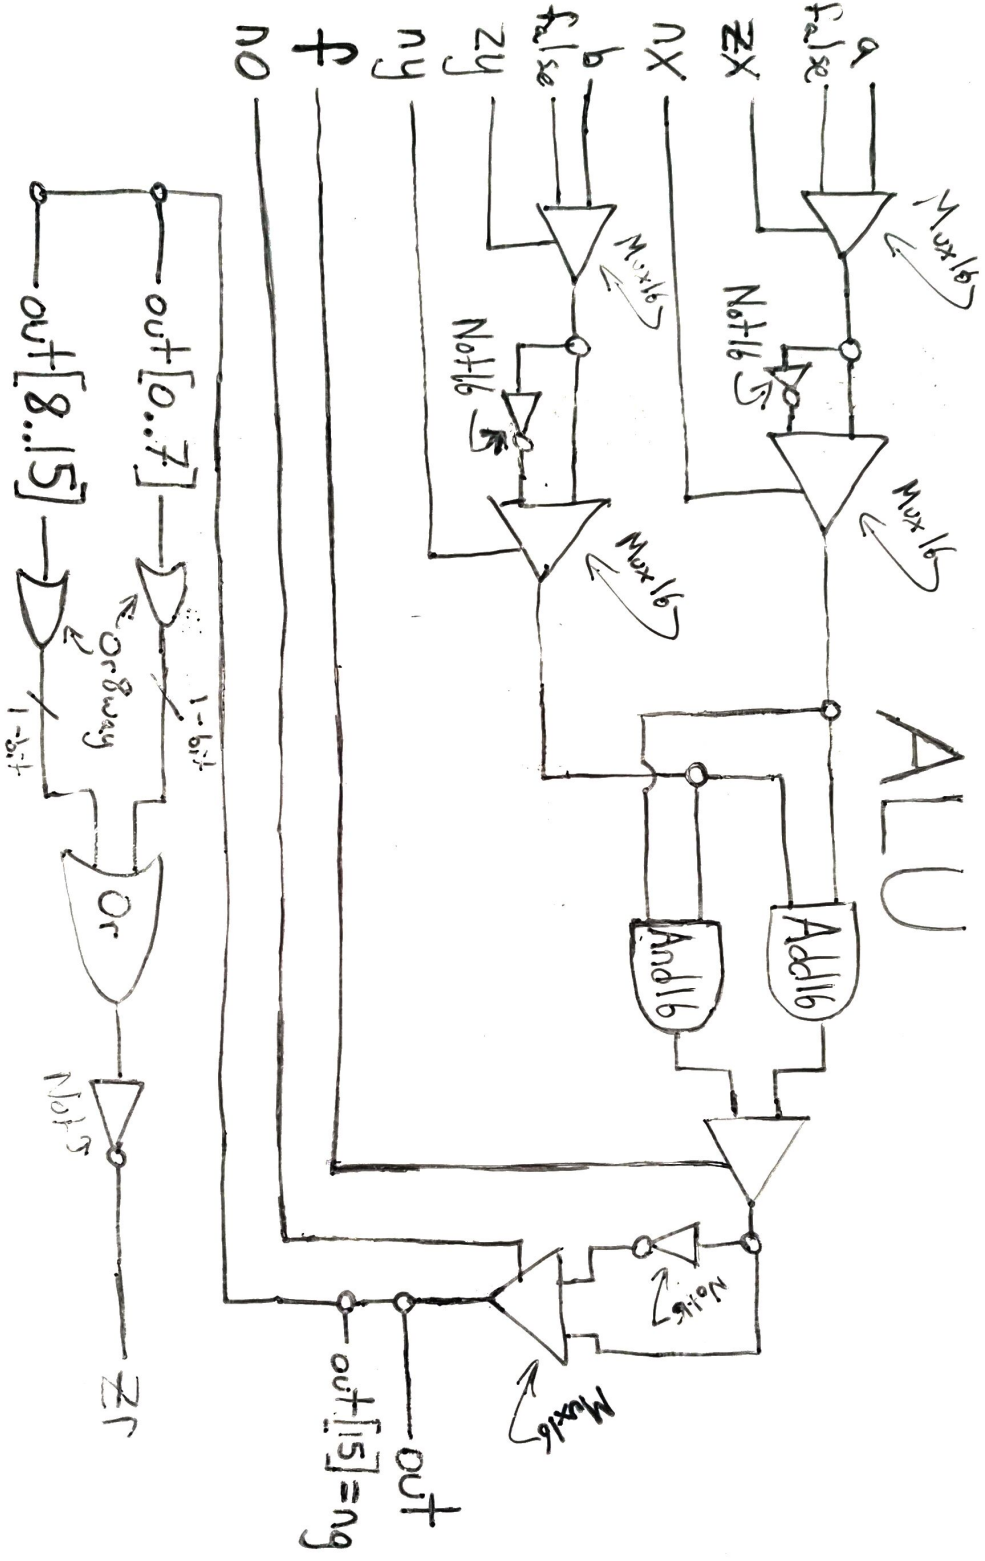 ALU
a
false
zx
nx
b
false
zy
ny
f
no
Mux16
Not16
Mux16
Mux16
Not16
Mux16
Add16
And16
Not16
Mux16
out
out[15]=ng
out[0..7]
out[8..15]
Or8way
1-bit
1-bit
Or
Not
zr